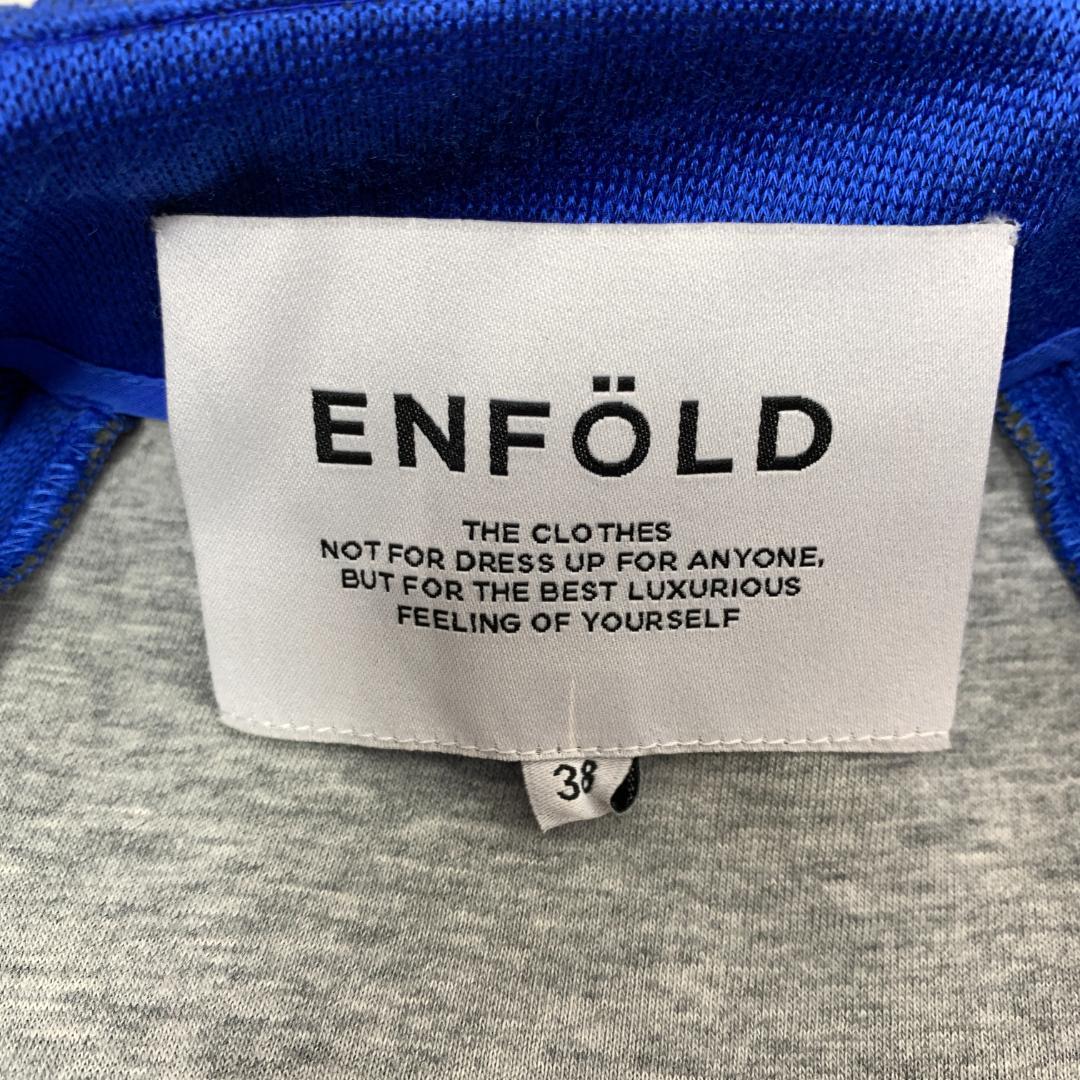 ENFÖLD
THE CLOTHES
NOT FOR DRESS UP FOR ANYONE,
BUT FOR THE BEST LUXURIOUS
FEELING OF YOURSELF
38